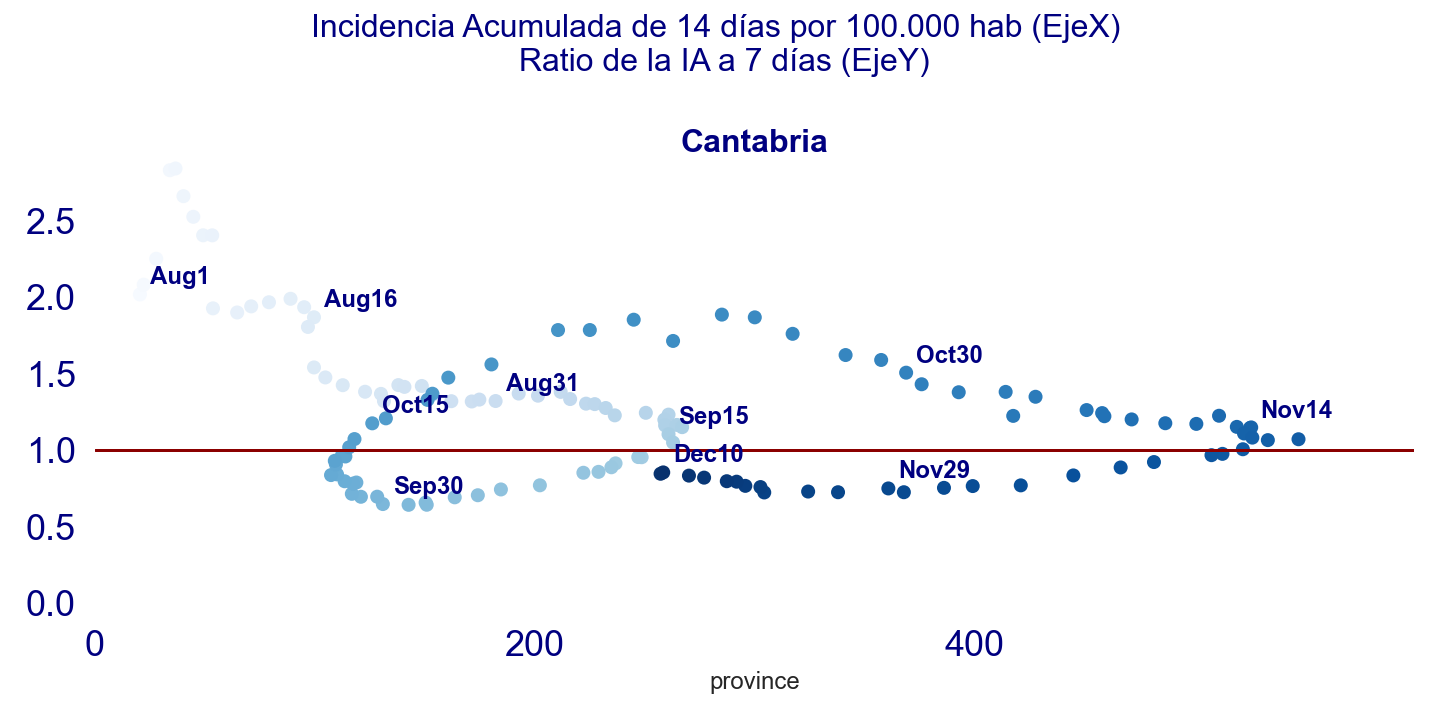 Incidencia Acumulada de 14 días por 100.000 hab (EjeX)
Ratio de la IA a 7 días (EjeY)
Cantabria
2.5
Aug1
2.0
Aug16
Oct30
1.5
Aug31
Oct15
Sep15
Nov14
1.0
Dec10
Nov29
Sep30
0.5
0.0
0
200
400
province